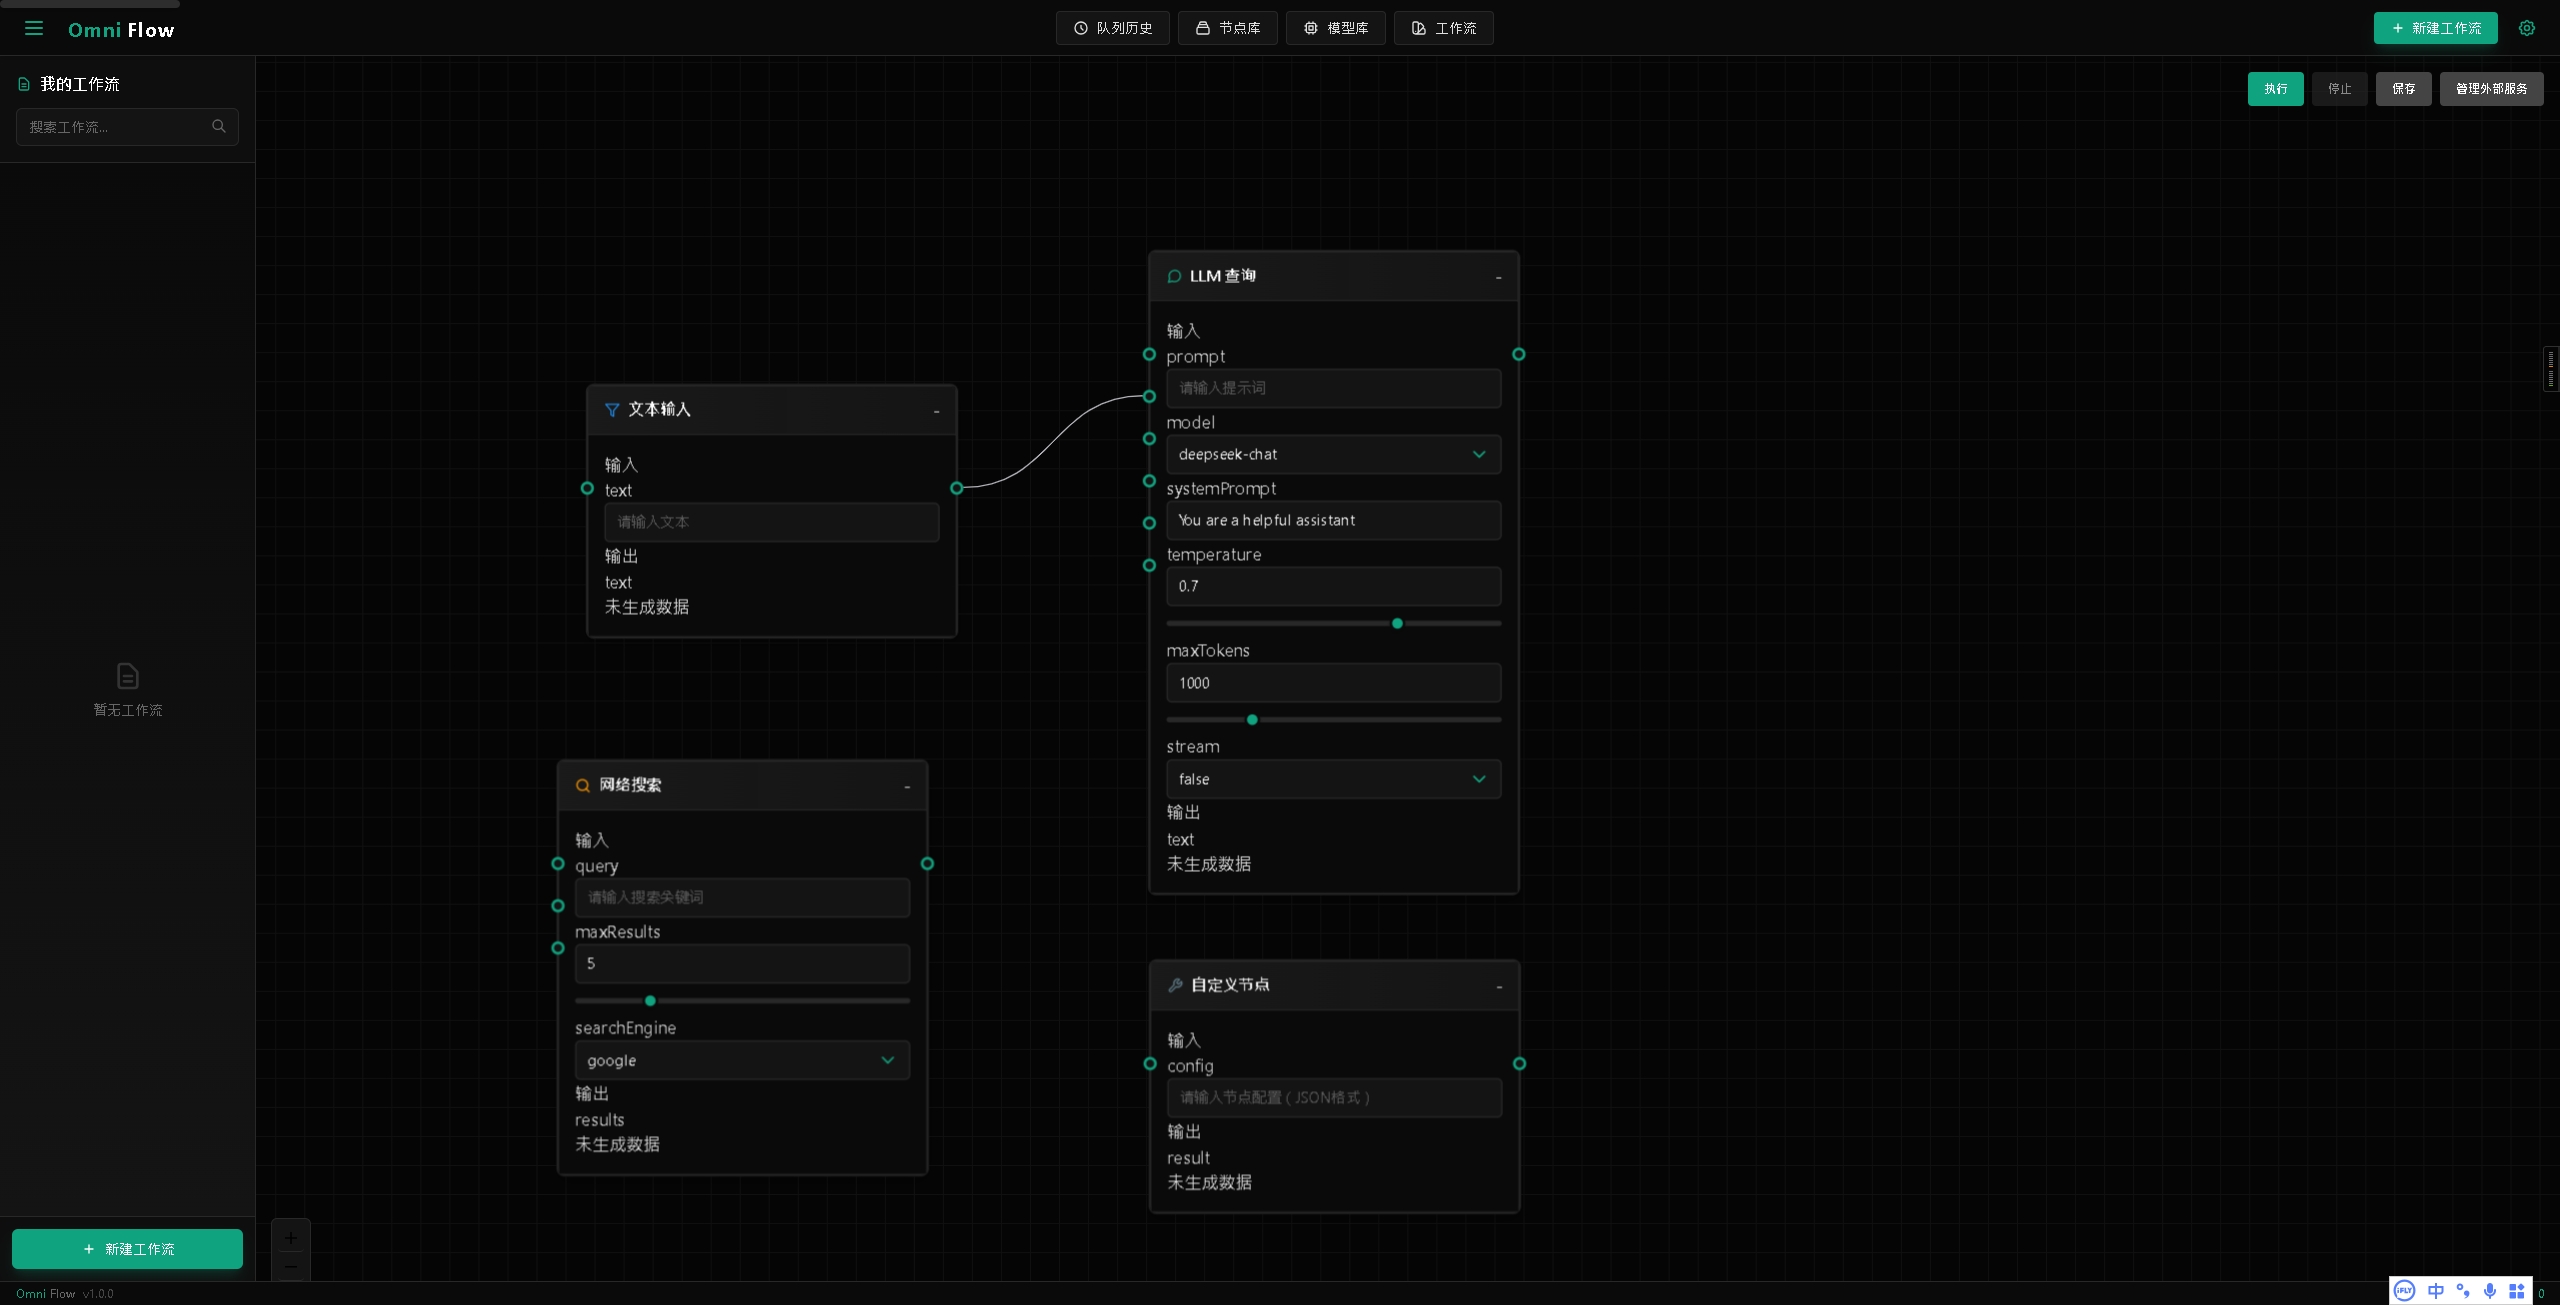 Omni Flow
队列历史
节点库
模型库
工作流
+ 新建工作流
我的工作流
搜索工作流...
暂无工作流
+ 新建工作流
执行
停止
保存
管理外部服务
文本输入 -
输入
text
请输入文本
输出
text
未生成数据
LLM 查询 -
输入
prompt
请输入提示词
model
deepseek-chat
systemPrompt
You are a helpful assistant
temperature
0.7
maxTokens
1000
stream
false
输出
text
未生成数据
网络搜索 -
输入
query
请输入搜索关键词
maxResults
5
searchEngine
google
输出
results
未生成数据
自定义节点 -
输入
config
请输入节点配置 ( JSON格式 )
输出
result
未生成数据
+
−
Omni Flow v1.0.0
iFLY 中
0